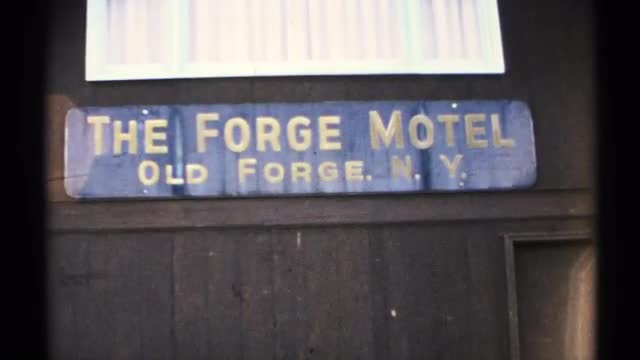 THE FORGE MOTEL
OLD FORGE. N. Y.